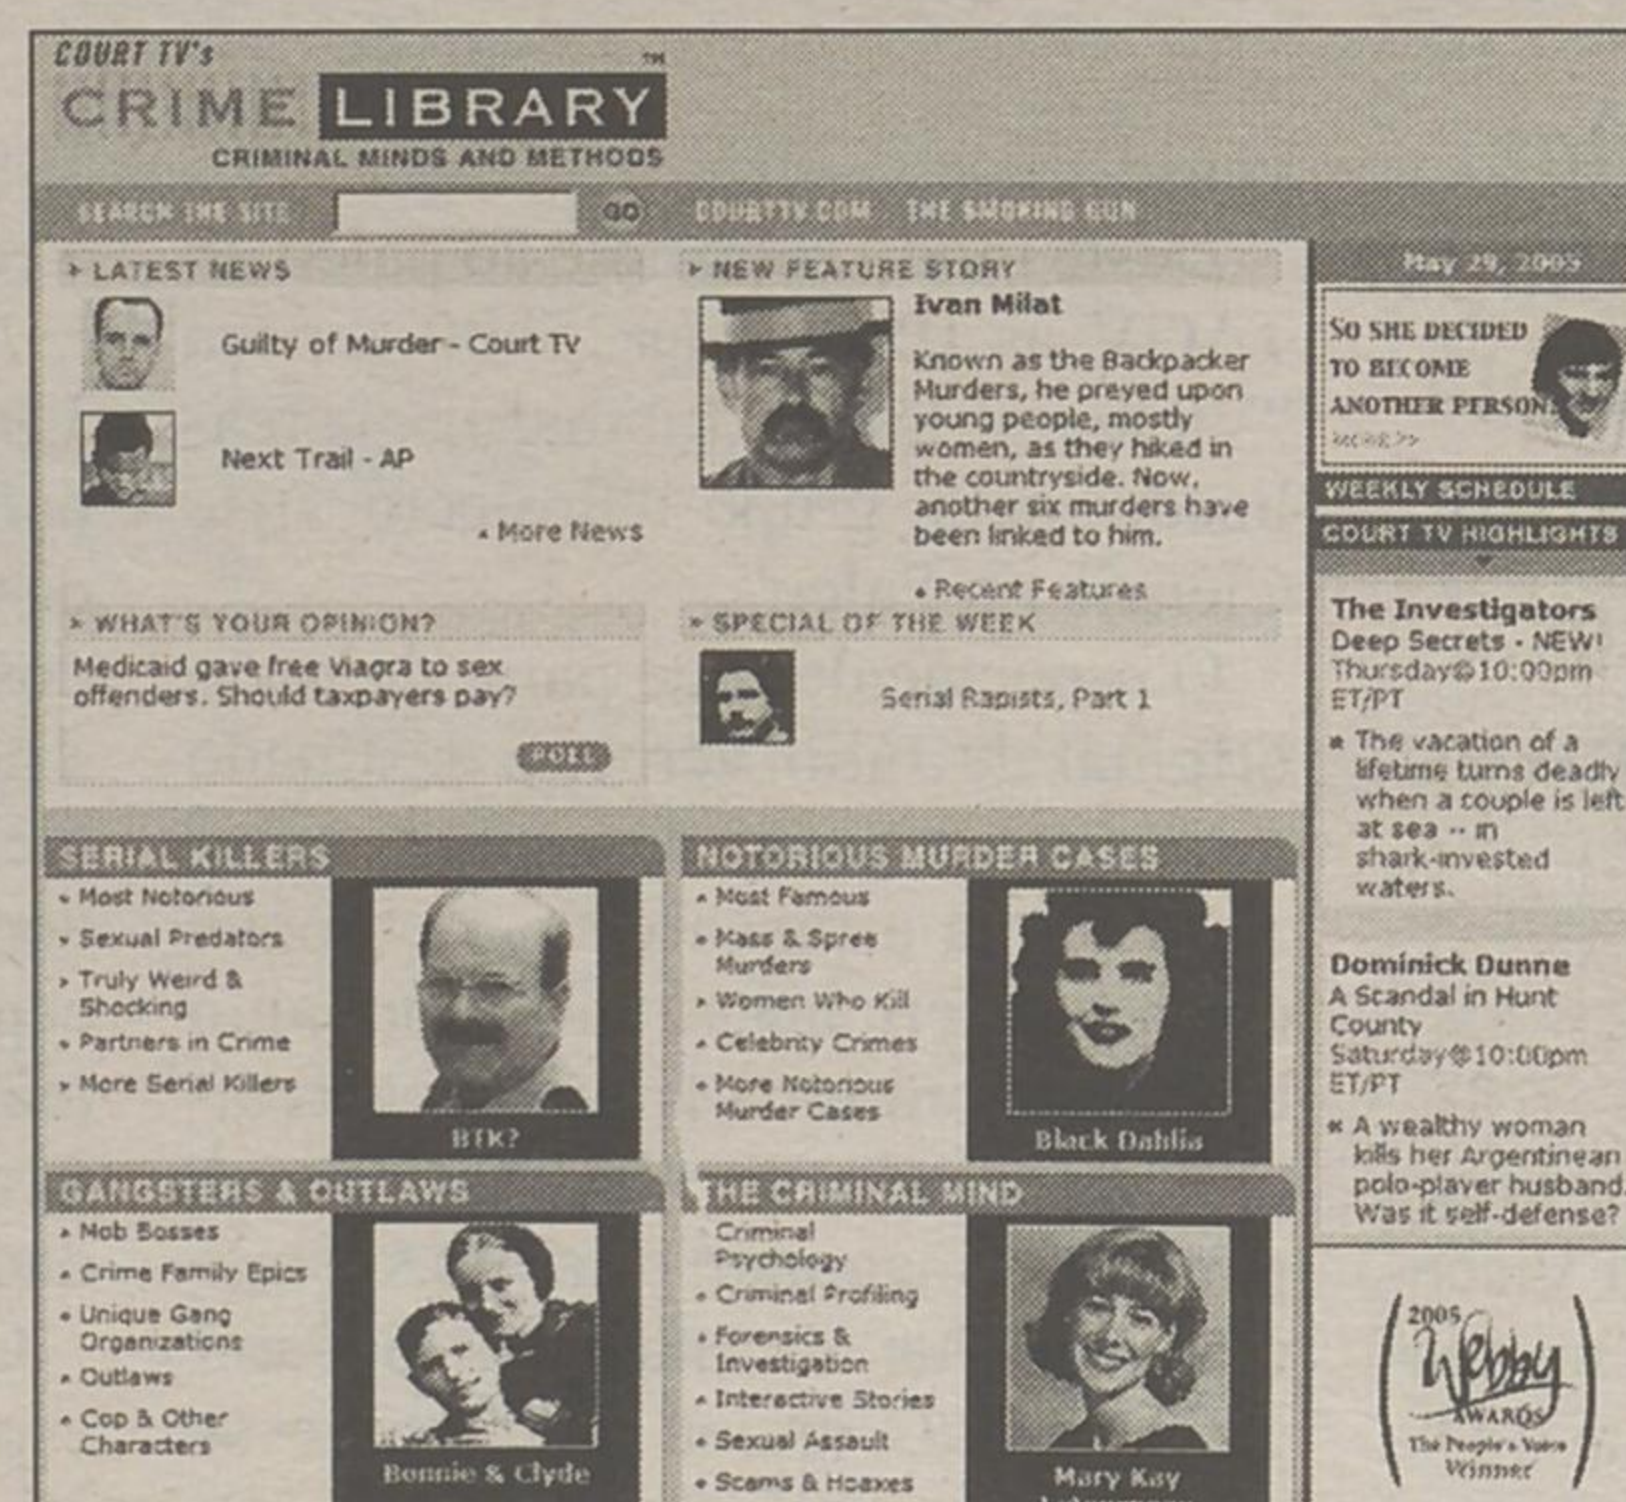 COURT TV's
CRIME LIBRARY™
CRIMINAL MINDS AND METHODS
SEARCH THE SITE
GO
COURTTV.COM
THE SMOKING GUN
LATEST NEWS
Guilty of Murder - Court TV
Next Trail - AP
More News
NEW FEATURE STORY
Ivan Milat
Known as the Backpacker
Murders, he preyed upon
young people, mostly
women, as they hiked in
the countryside. Now,
another six murders have
been linked to him.
Recent Features
WHAT'S YOUR OPINION?
Medicaid gave free Viagra to sex
offenders. Should taxpayers pay?
POLL
SPECIAL OF THE WEEK
Serial Rapists, Part 1
SERIAL KILLERS
Most Notorious
Sexual Predators
Truly Weird &
Shocking
Partners in Crime
More Serial Killers
BTK?
NOTORIOUS MURDER CASES
Most Famous
Mass & Spree
Murders
Women Who Kill
Celebrity Crimes
More Notorious
Murder Cases
Black Dahlia
GANGSTERS & OUTLAWS
Mob Bosses
Crime Family Epics
Unique Gang
Organizations
Outlaws
Cop & Other
Characters
Bonnie & Clyde
THE CRIMINAL MIND
Criminal
Psychology
Criminal Profiling
Forensics &
Investigation
Interactive Stories
Sexual Assault
Scams & Hoaxes
Mary Kay
May 29, 2005
SO SHE DECIDED
TO BECOME
ANOTHER PERSON.
WEEKLY SCHEDULE
COURT TV HIGHLIGHTS
The Investigators
Deep Secrets - NEW!
Thursday@10:00pm
ET/PT
The vacation of a
lifetime turns deadly
when a couple is left
at sea -- in
shark-invested
waters.
Dominick Dunne
A Scandal in Hunt
County
Saturday@10:00pm
ET/PT
A wealthy woman
kills her Argentinean
polo-player husband.
Was it self-defense?
2005
Webby
AWARDS
The People's Voice
Winner